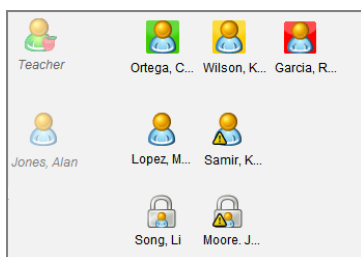 Teacher
Ortega, C...
Wilson, K...
Garcia, R...
Jones, Alan
Lopez, M...
Samir, K...
Song, Li
Moore. J...